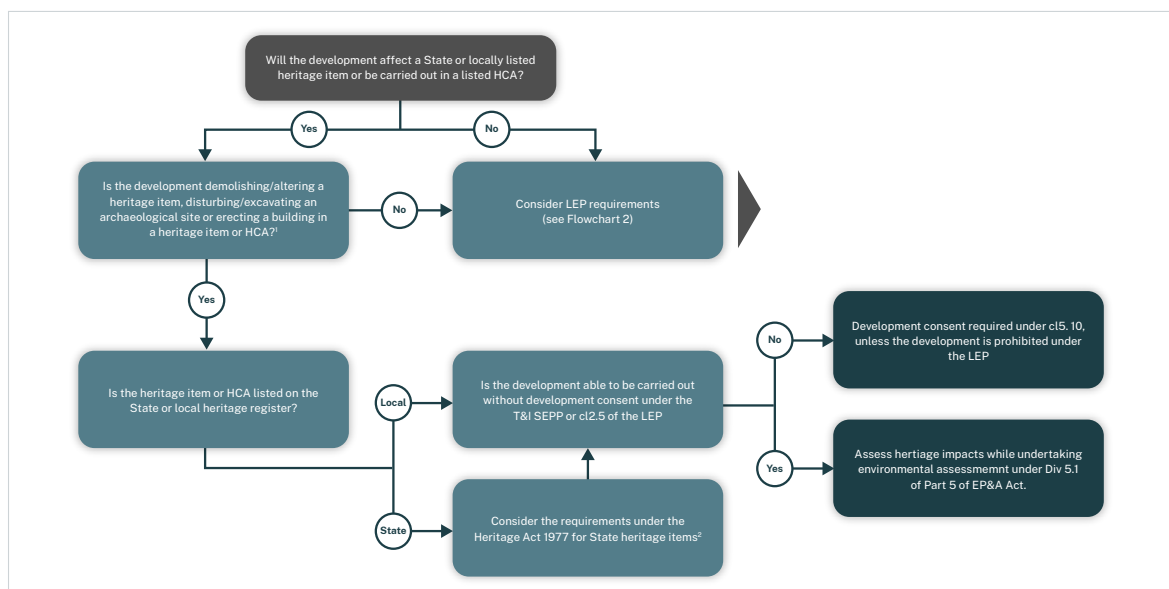 Will the development affect a State or locally listed
heritage item or be carried out in a listed HCA?
Yes
No
Is the development demolishing/altering a
heritage item, disturbing/excavating an
archaeological site or erecting a building in
a heritage item or HCA?¹
No
Consider LEP requirements
(see Flowchart 2)
Yes
Is the heritage item or HCA listed on the
State or local heritage register?
Local
State
Is the development able to be carried out
without development consent under the
T&I SEPP or cl2.5 of the LEP
Consider the requirements under the
Heritage Act 1977 for State heritage items²
No
Development consent required under cl5. 10,
unless the development is prohibited under
the LEP
Yes
Assess hertiage impacts while undertaking
environmental assessmemnt under Div 5.1
of Part 5 of EP&A Act.